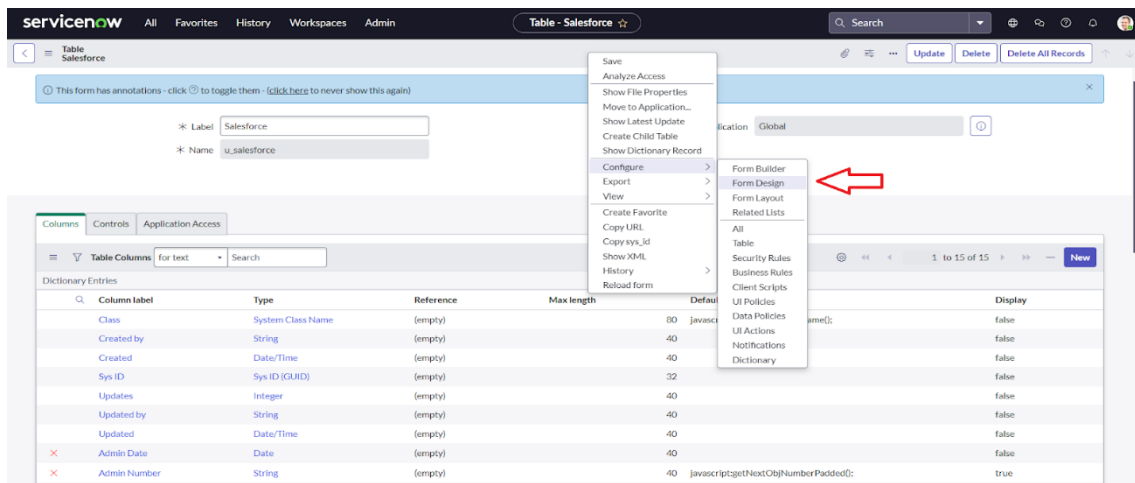 servicenow All Favorites History Workspaces Admin Table - Salesforce Search
Table
Salesforce
Update Delete Delete All Records
This form has annotations - click to toggle them - (click here to never show this again)
Label Salesforce
Name u_salesforce
lication Global
Save
Analyze Access
Show File Properties
Move to Application...
Show Latest Update
Create Child Table
Show Dictionary Record
Configure
Export
View
Create Favorite
Copy URL
Copy sys_id
Show XML
History
Reload form
Form Builder
Form Design
Form Layout
Related Lists
All
Table
Security Rules
Business Rules
Client Scripts
UI Policies
Data Policies
UI Actions
Notifications
Dictionary
Columns Controls Application Access
Table Columns for text Search 1 to 15 of 15 New
Dictionary Entries
Column label Type Reference Max length Defaul Display
Class System Class Name (empty) 80 javascr ame(); false
Created by String (empty) 40 false
Created Date/Time (empty) 40 false
Sys ID Sys ID (GUID) (empty) 32 false
Updates Integer (empty) 40 false
Updated by String (empty) 40 false
Updated Date/Time (empty) 40 false
Admin Date Date (empty) 40 false
Admin Number String (empty) 40 javascript:getNextObjNumberPadded(); true